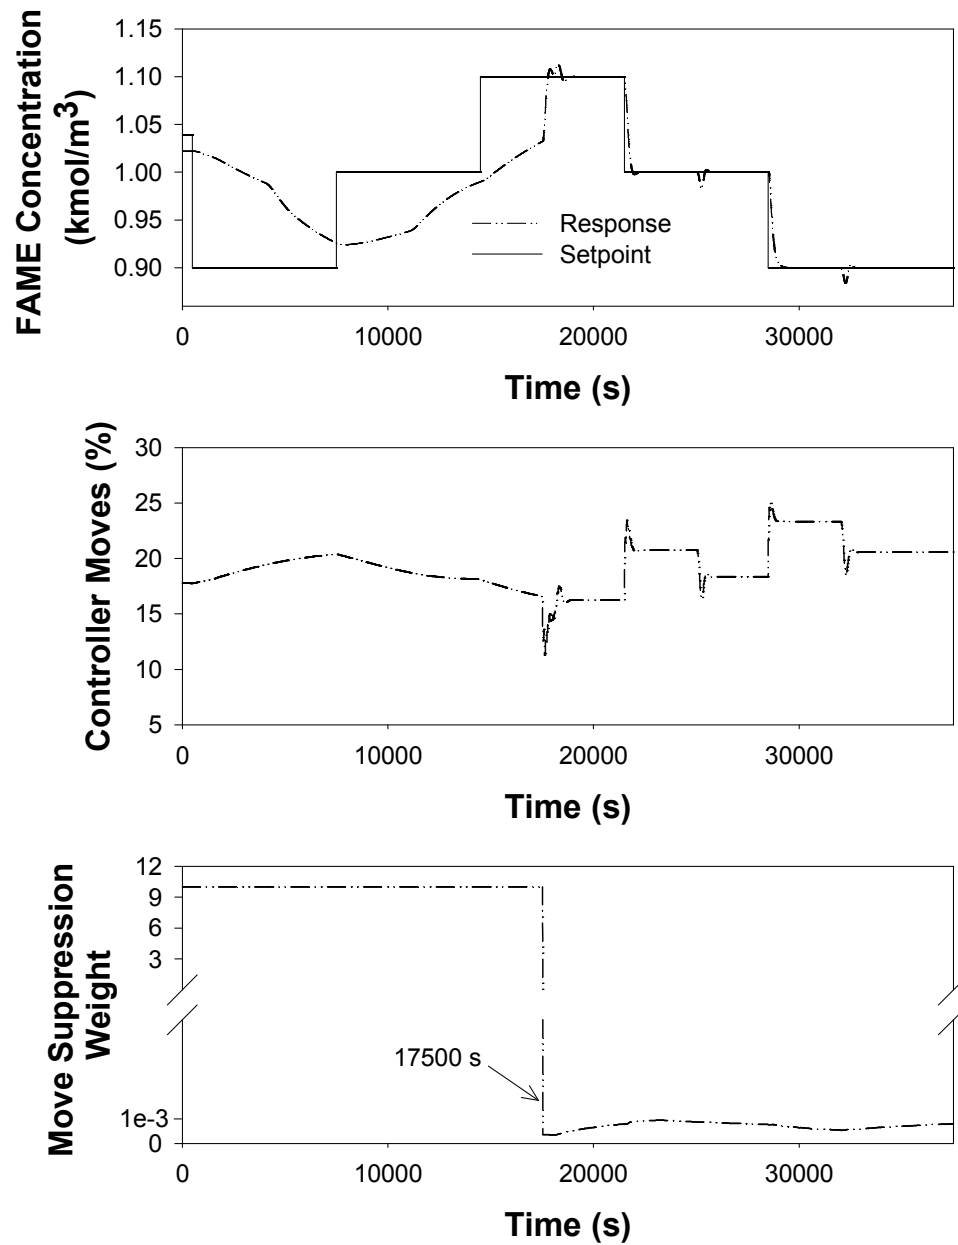 FAME Concentration
(kmol/m³)
1.15
1.10
1.05
1.00
0.95
0.90
Response
Setpoint
0 10000 20000 30000
Time (s)
Controller Moves (%)
30
25
20
15
10
5
0 10000 20000 30000
Time (s)
Move Suppression
Weight
12
9
6
3
17500 s
1e-3
0
0 10000 20000 30000
Time (s)